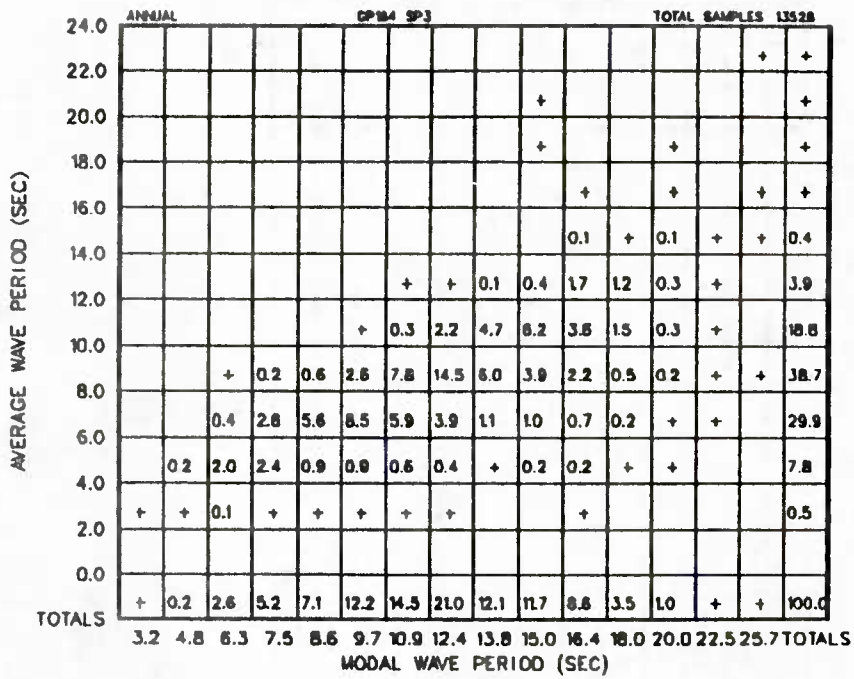 ANNUAL GP184 SP3 TOTAL SAMPLES 13528
24.0
+ +
22.0
+ +
20.0
+ + +
18.0
+ + + +
16.0
0.1 + 0.1 + + 0.4
14.0
+ + 0.1 0.4 1.7 1.2 0.3 + 3.9
12.0
+ 0.3 2.2 4.7 6.2 3.6 1.5 0.3 + 18.8
10.0
+ 0.2 0.6 2.6 7.8 14.5 6.0 3.9 2.2 0.5 0.2 + + 38.7
8.0
0.4 2.6 5.6 8.5 5.9 3.9 1.1 1.0 0.7 0.2 + + 29.9
6.0
0.2 2.0 2.4 0.9 0.9 0.6 0.4 + 0.2 0.2 + + 7.8
4.0
+ + 0.1 + + + + + + 0.5
2.0
0.0
+ 0.2 2.6 5.2 7.1 12.2 14.5 21.0 12.1 11.7 8.6 3.5 1.0 + + 100.0
TOTALS
3.2 4.8 6.3 7.5 8.6 9.7 10.9 12.4 13.8 15.0 16.4 18.0 20.0 22.5 25.7 TOTALS
MODAL WAVE PERIOD (SEC)
AVERAGE WAVE PERIOD (SEC)